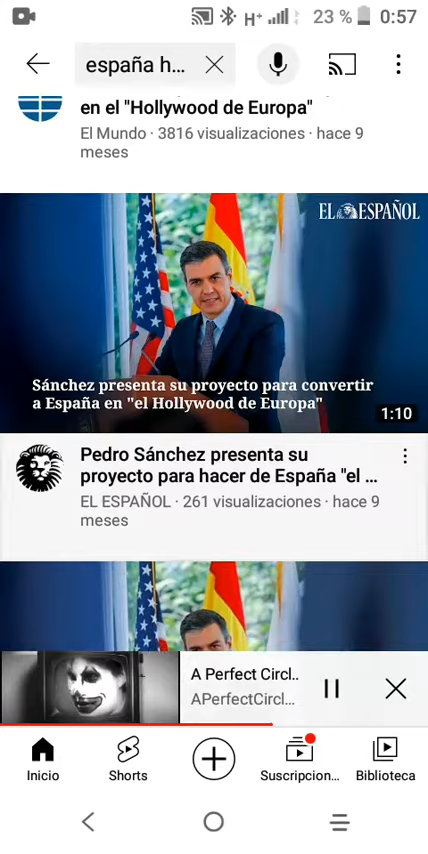 H+ 23 % 0:57
españa h...
en el "Hollywood de Europa"
El Mundo · 3816 visualizaciones · hace 9
meses
EL ESPAÑOL
Sánchez presenta su proyecto para convertir
a España en "el Hollywood de Europa"
1:10
Pedro Sánchez presenta su
proyecto para hacer de España "el ...
EL ESPAÑOL · 261 visualizaciones · hace 9
meses
A Perfect Circl..
APerfectCircl...
Inicio
Shorts
Suscripcion...
Biblioteca